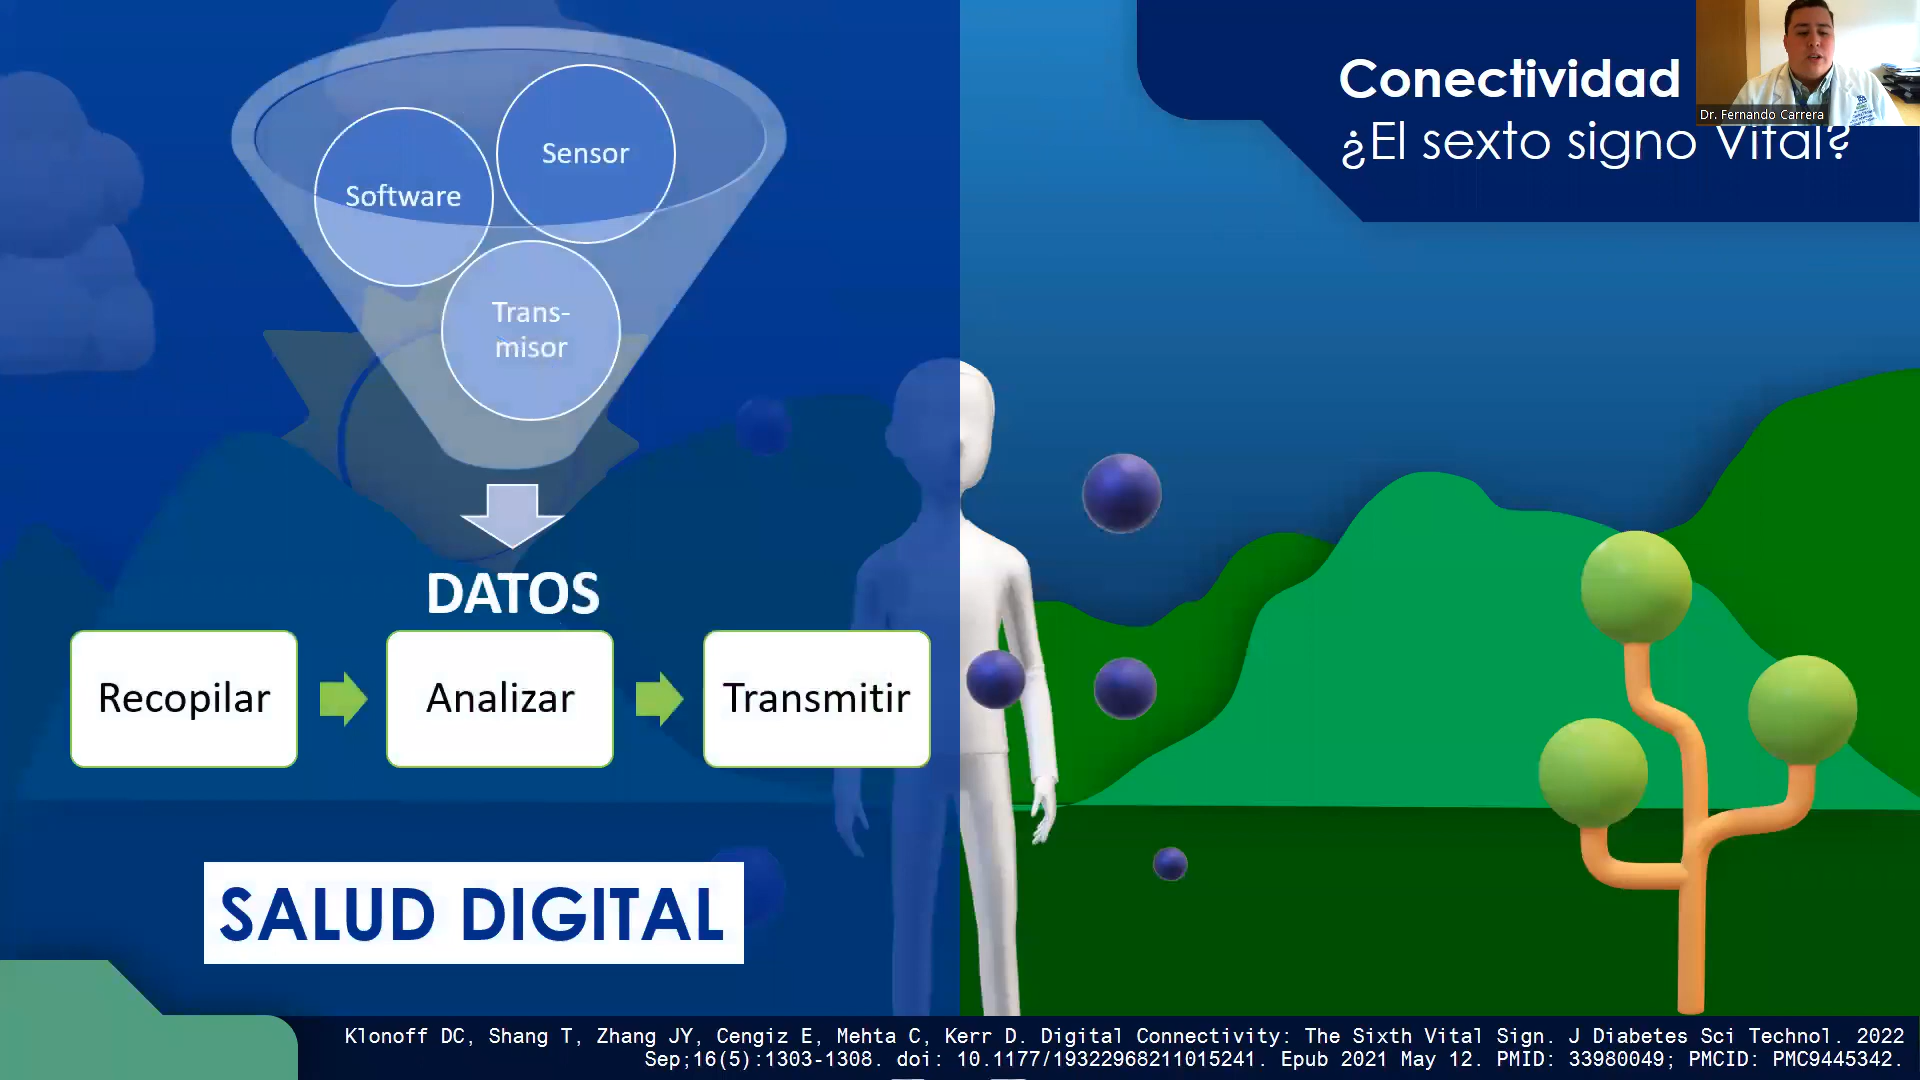 Conectividad
¿El sexto signo Vital?
Dr. Fernando Carrera
Software
Sensor
Trans-
misor
DATOS
Recopilar
Analizar
Transmitir
SALUD DIGITAL
Klonoff DC, Shang T, Zhang JY, Cengiz E, Mehta C, Kerr D. Digital Connectivity: The Sixth Vital Sign. J Diabetes Sci Technol. 2022
Sep;16(5):1303-1308. doi: 10.1177/19322968211015241. Epub 2021 May 12. PMID: 33980049; PMCID: PMC9445342.